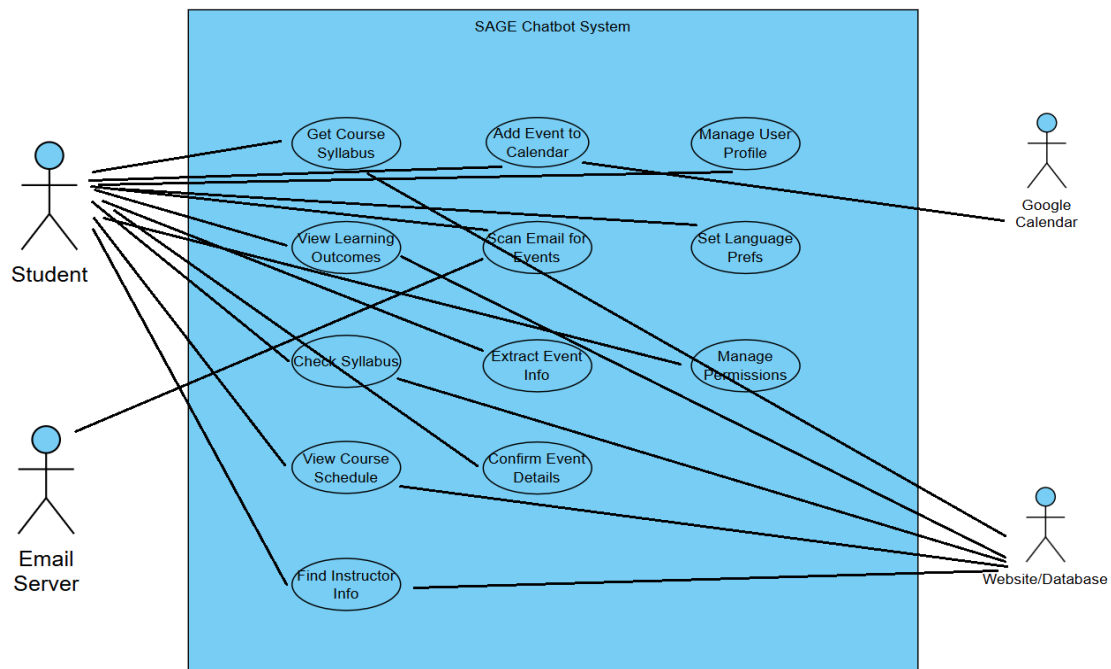 SAGE Chatbot System
Get Course
Syllabus
Add Event to
Calendar
Manage User
Profile
Student
Google
Calendar
View Learning
Outcomes
Scan Email for
Events
Set Language
Prefs
Check Syllabus
Extract Event
Info
Manage
Permissions
View Course
Schedule
Confirm Event
Details
Email
Server
Find Instructor
Info
Website/Database